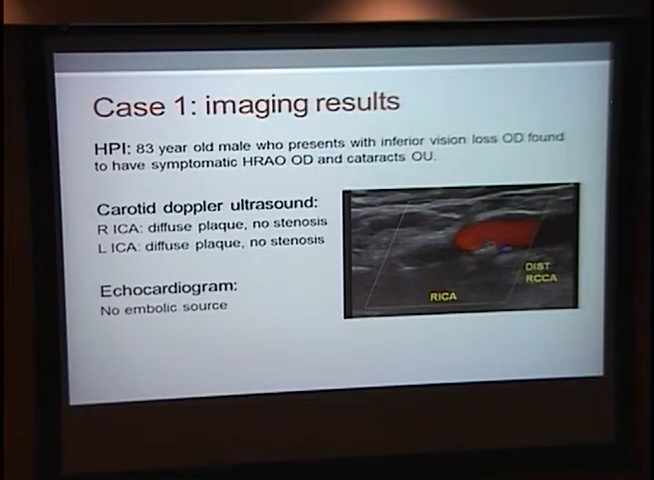 Case 1: imaging results
HPI: 83 year old male who presents with inferior vision loss OD found
to have symptomatic HRAO OD and cataracts OU.
Carotid doppler ultrasound:
R ICA: diffuse plaque, no stenosis
L ICA: diffuse plaque, no stenosis
DIST
RCCA
RICA
Echocardiogram:
No embolic source